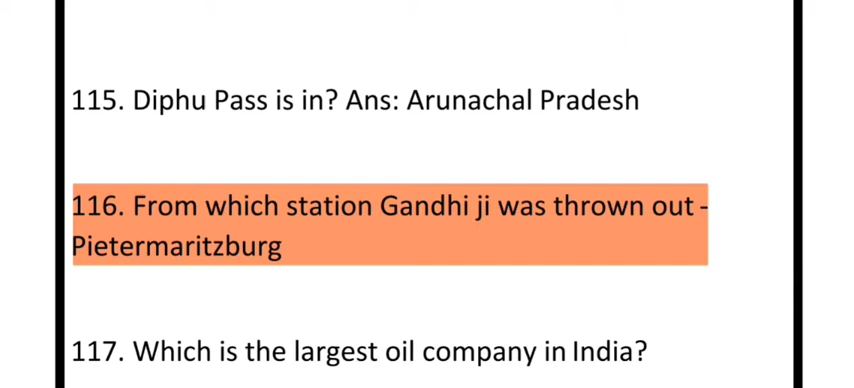 115. Diphu Pass is in? Ans: Arunachal Pradesh
116. From which station Gandhi ji was thrown out -
Pietermaritzburg
117. Which is the largest oil company in India?